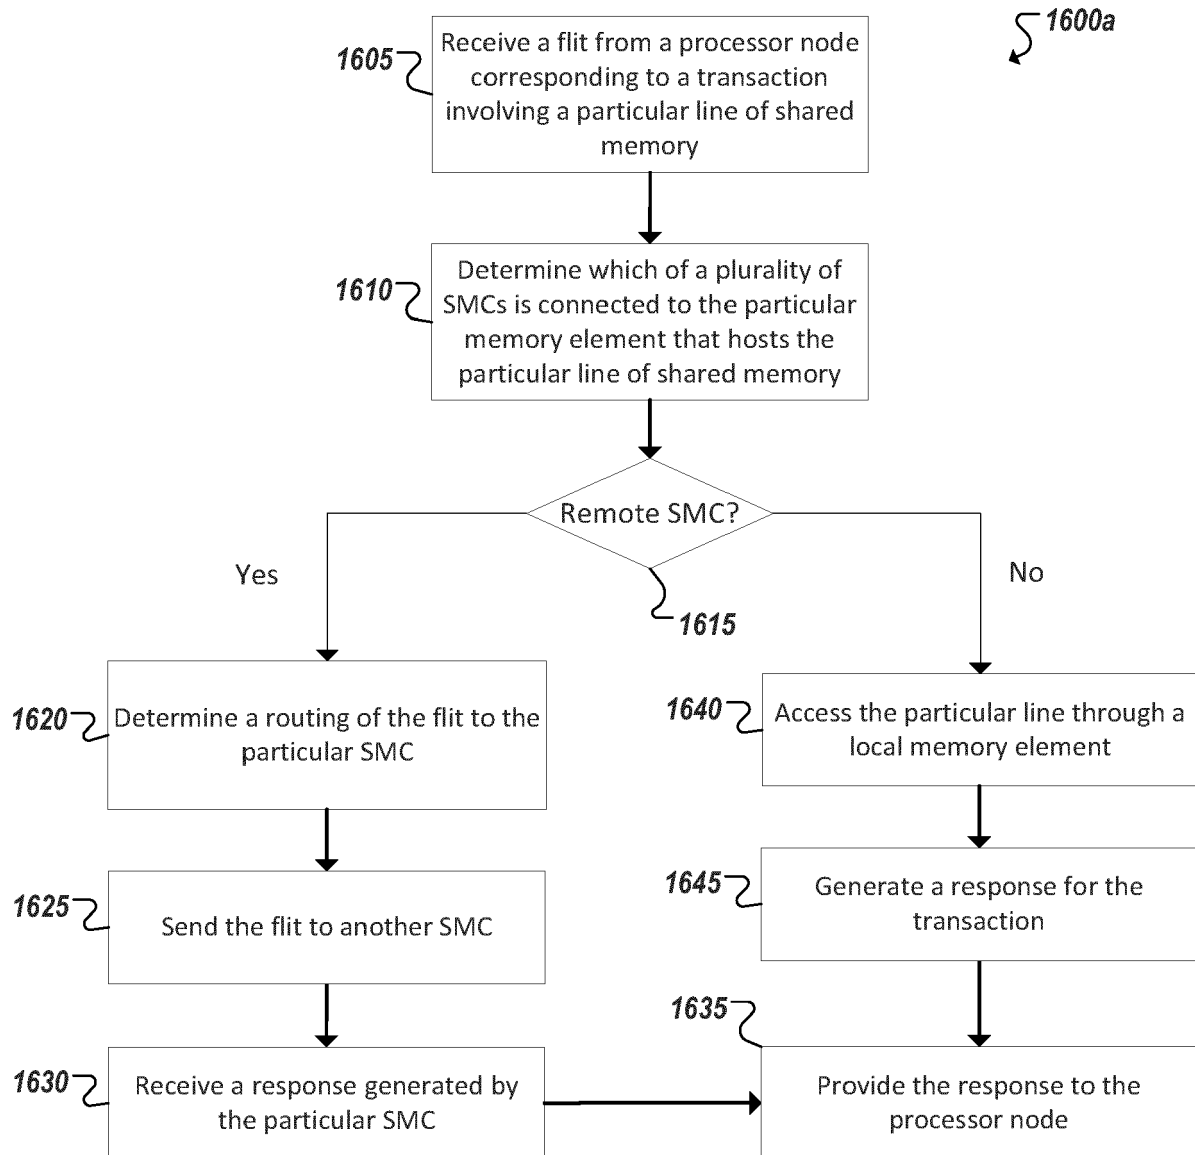 1600a
1605
Receive a flit from a processor node
corresponding to a transaction
involving a particular line of shared
memory
1610
Determine which of a plurality of
SMCs is connected to the particular
memory element that hosts the
particular line of shared memory
Remote SMC?
Yes
No
1615
1620
Determine a routing of the flit to the
particular SMC
1640
Access the particular line through a
local memory element
1625
Send the flit to another SMC
1645
Generate a response for the
transaction
1630
Receive a response generated by
the particular SMC
1635
Provide the response to the
processor node